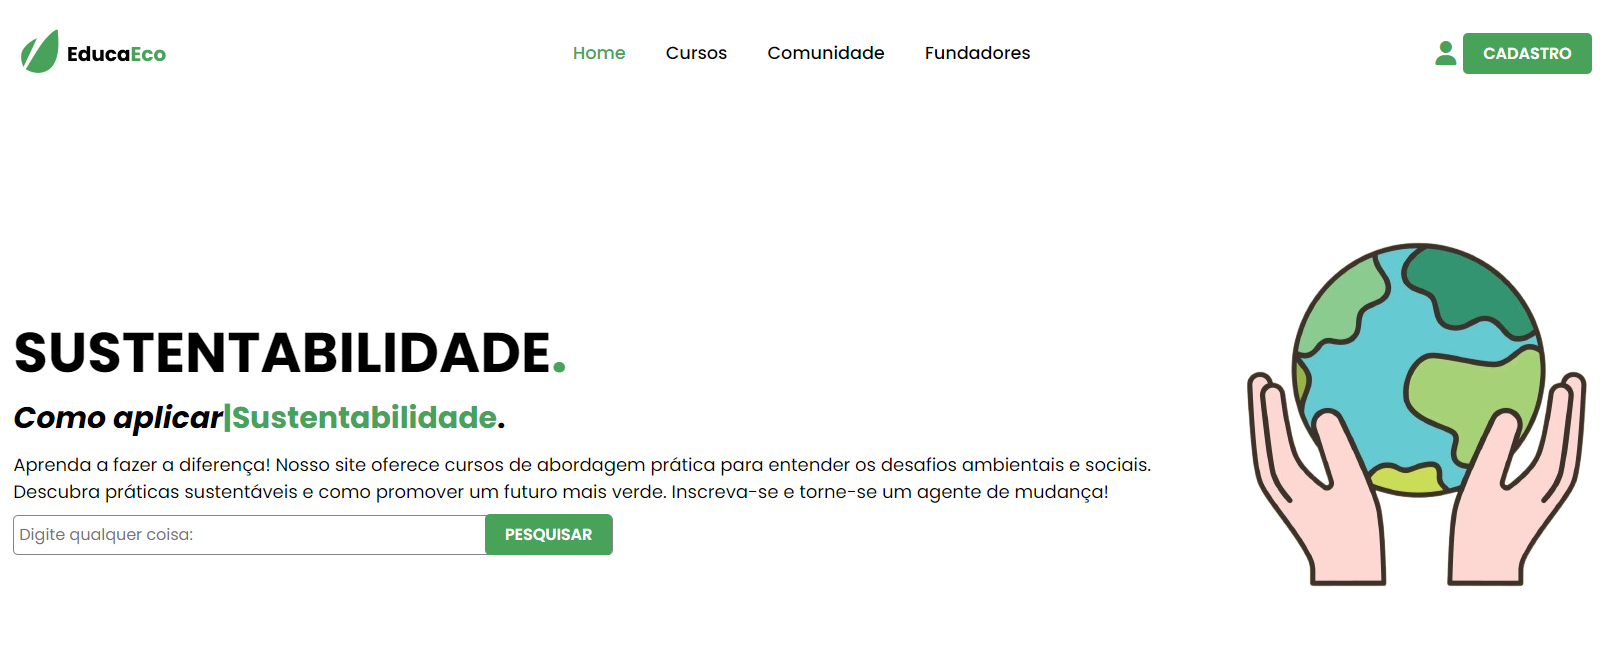 EducaEco
Home Cursos Comunidade Fundadores
CADASTRO
SUSTENTABILIDADE.
Como aplicar|Sustentabilidade.
Aprenda a fazer a diferença! Nosso site oferece cursos de abordagem prática para entender os desafios ambientais e sociais.
Descubra práticas sustentáveis e como promover um futuro mais verde. Inscreva-se e torne-se um agente de mudança!
Digite qualquer coisa:
PESQUISAR